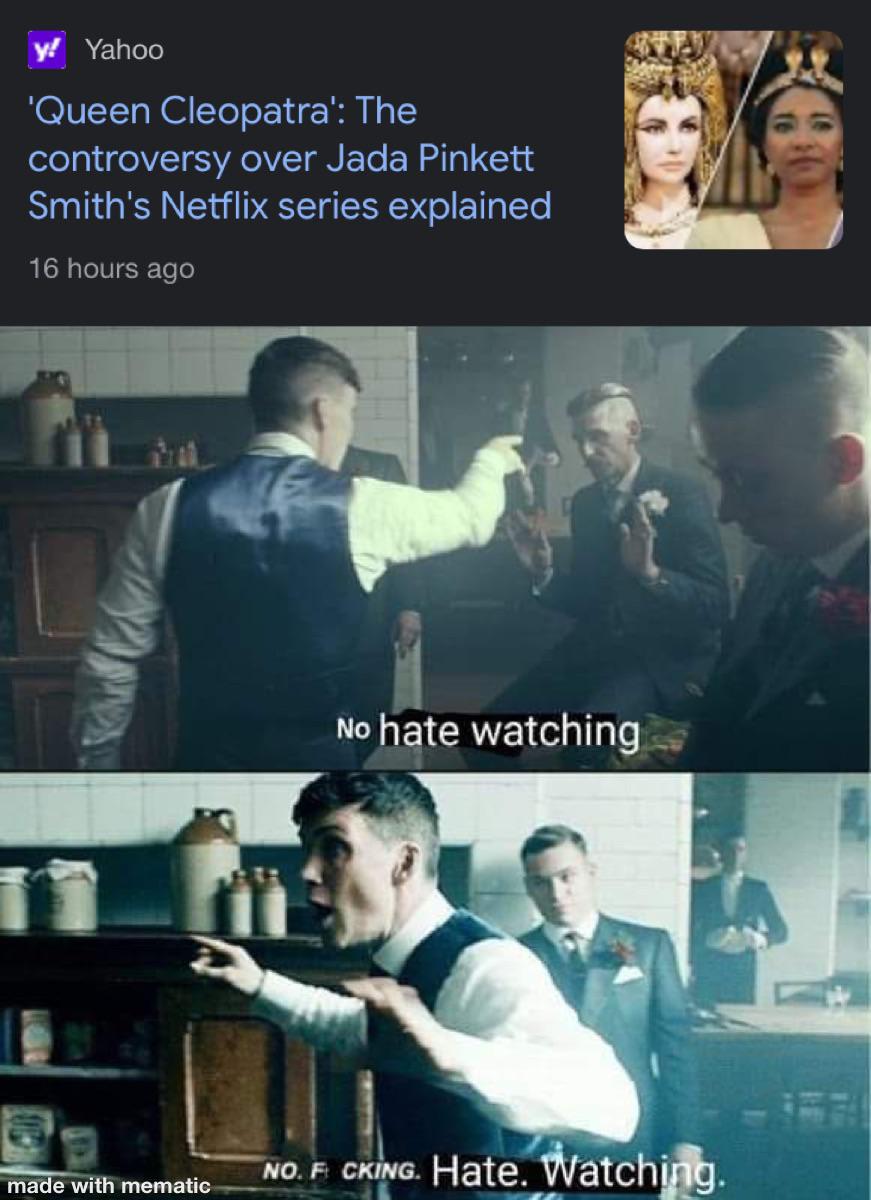 y!
Yahoo
'Queen Cleopatra': The
controversy over Jada Pinkett
Smith's Netflix series explained
16 hours ago
No hate watching
NO. F CKING. Hate. Watching.
made with mematic